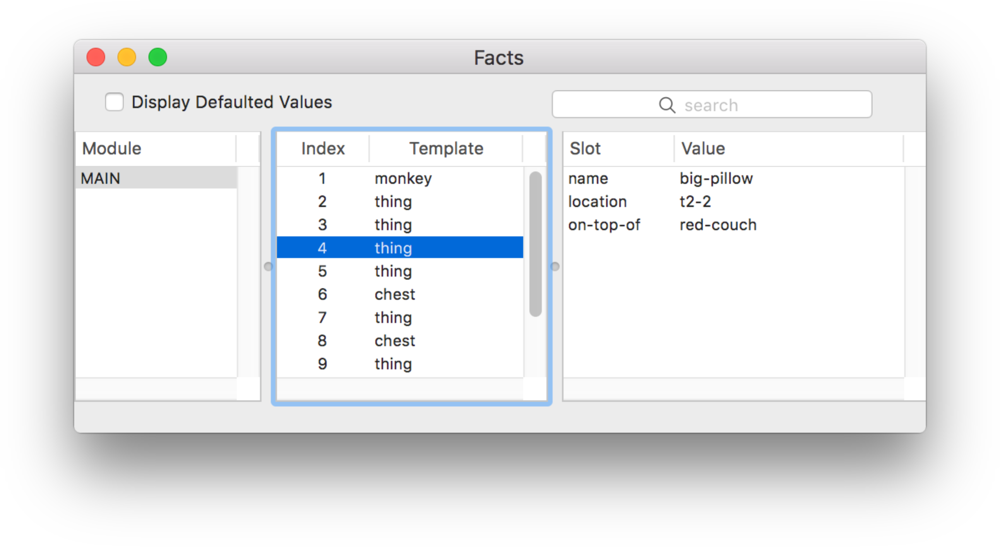 Facts
Display Defaulted Values
search
Module
MAIN
Index Template
1 monkey
2 thing
3 thing
4 thing
5 thing
6 chest
7 thing
8 chest
9 thing
Slot Value
name big-pillow
location t2-2
on-top-of red-couch